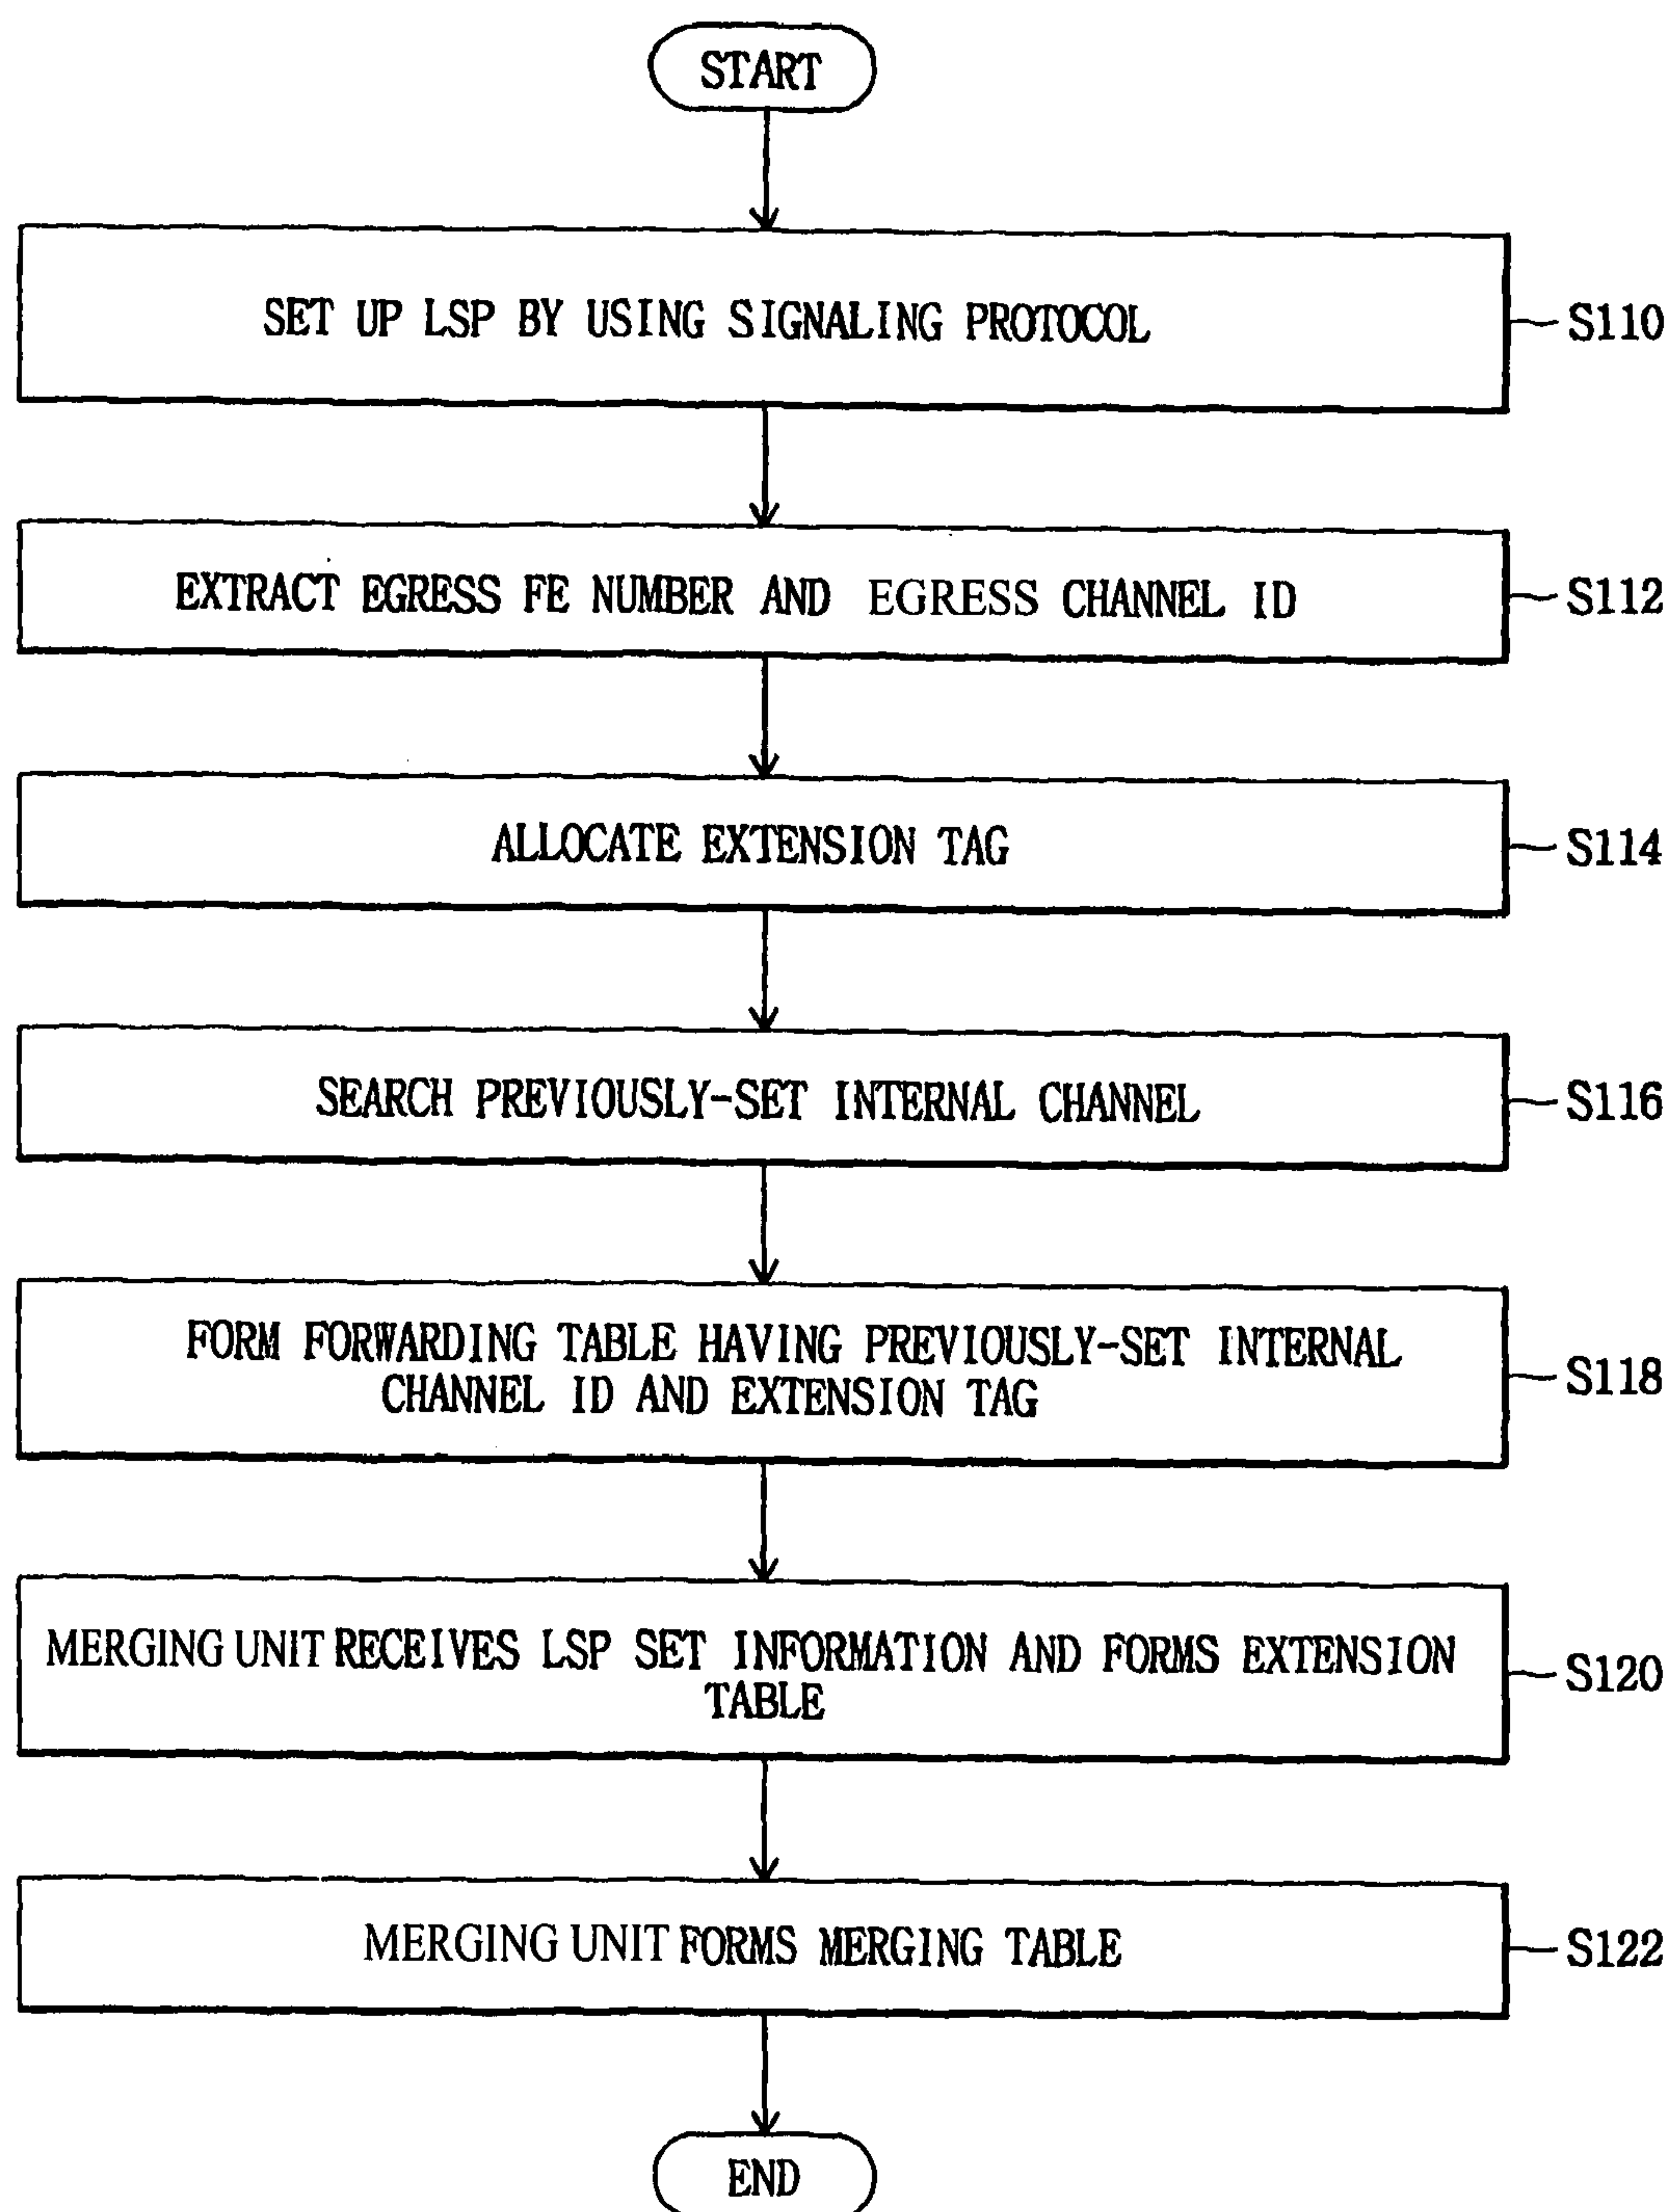 START
SET UP LSP BY USING SIGNALING PROTOCOL
S110
EXTRACT EGRESS FE NUMBER AND EGRESS CHANNEL ID
S112
ALLOCATE EXTENSION TAG
S114
SEARCH PREVIOUSLY-SET INTERNAL CHANNEL
S116
FORM FORWARDING TABLE HAVING PREVIOUSLY-SET INTERNAL
CHANNEL ID AND EXTENSION TAG
S118
MERGING UNIT RECEIVES LSP SET INFORMATION AND FORMS EXTENSION
TABLE
S120
MERGING UNIT FORMS MERGING TABLE
S122
END